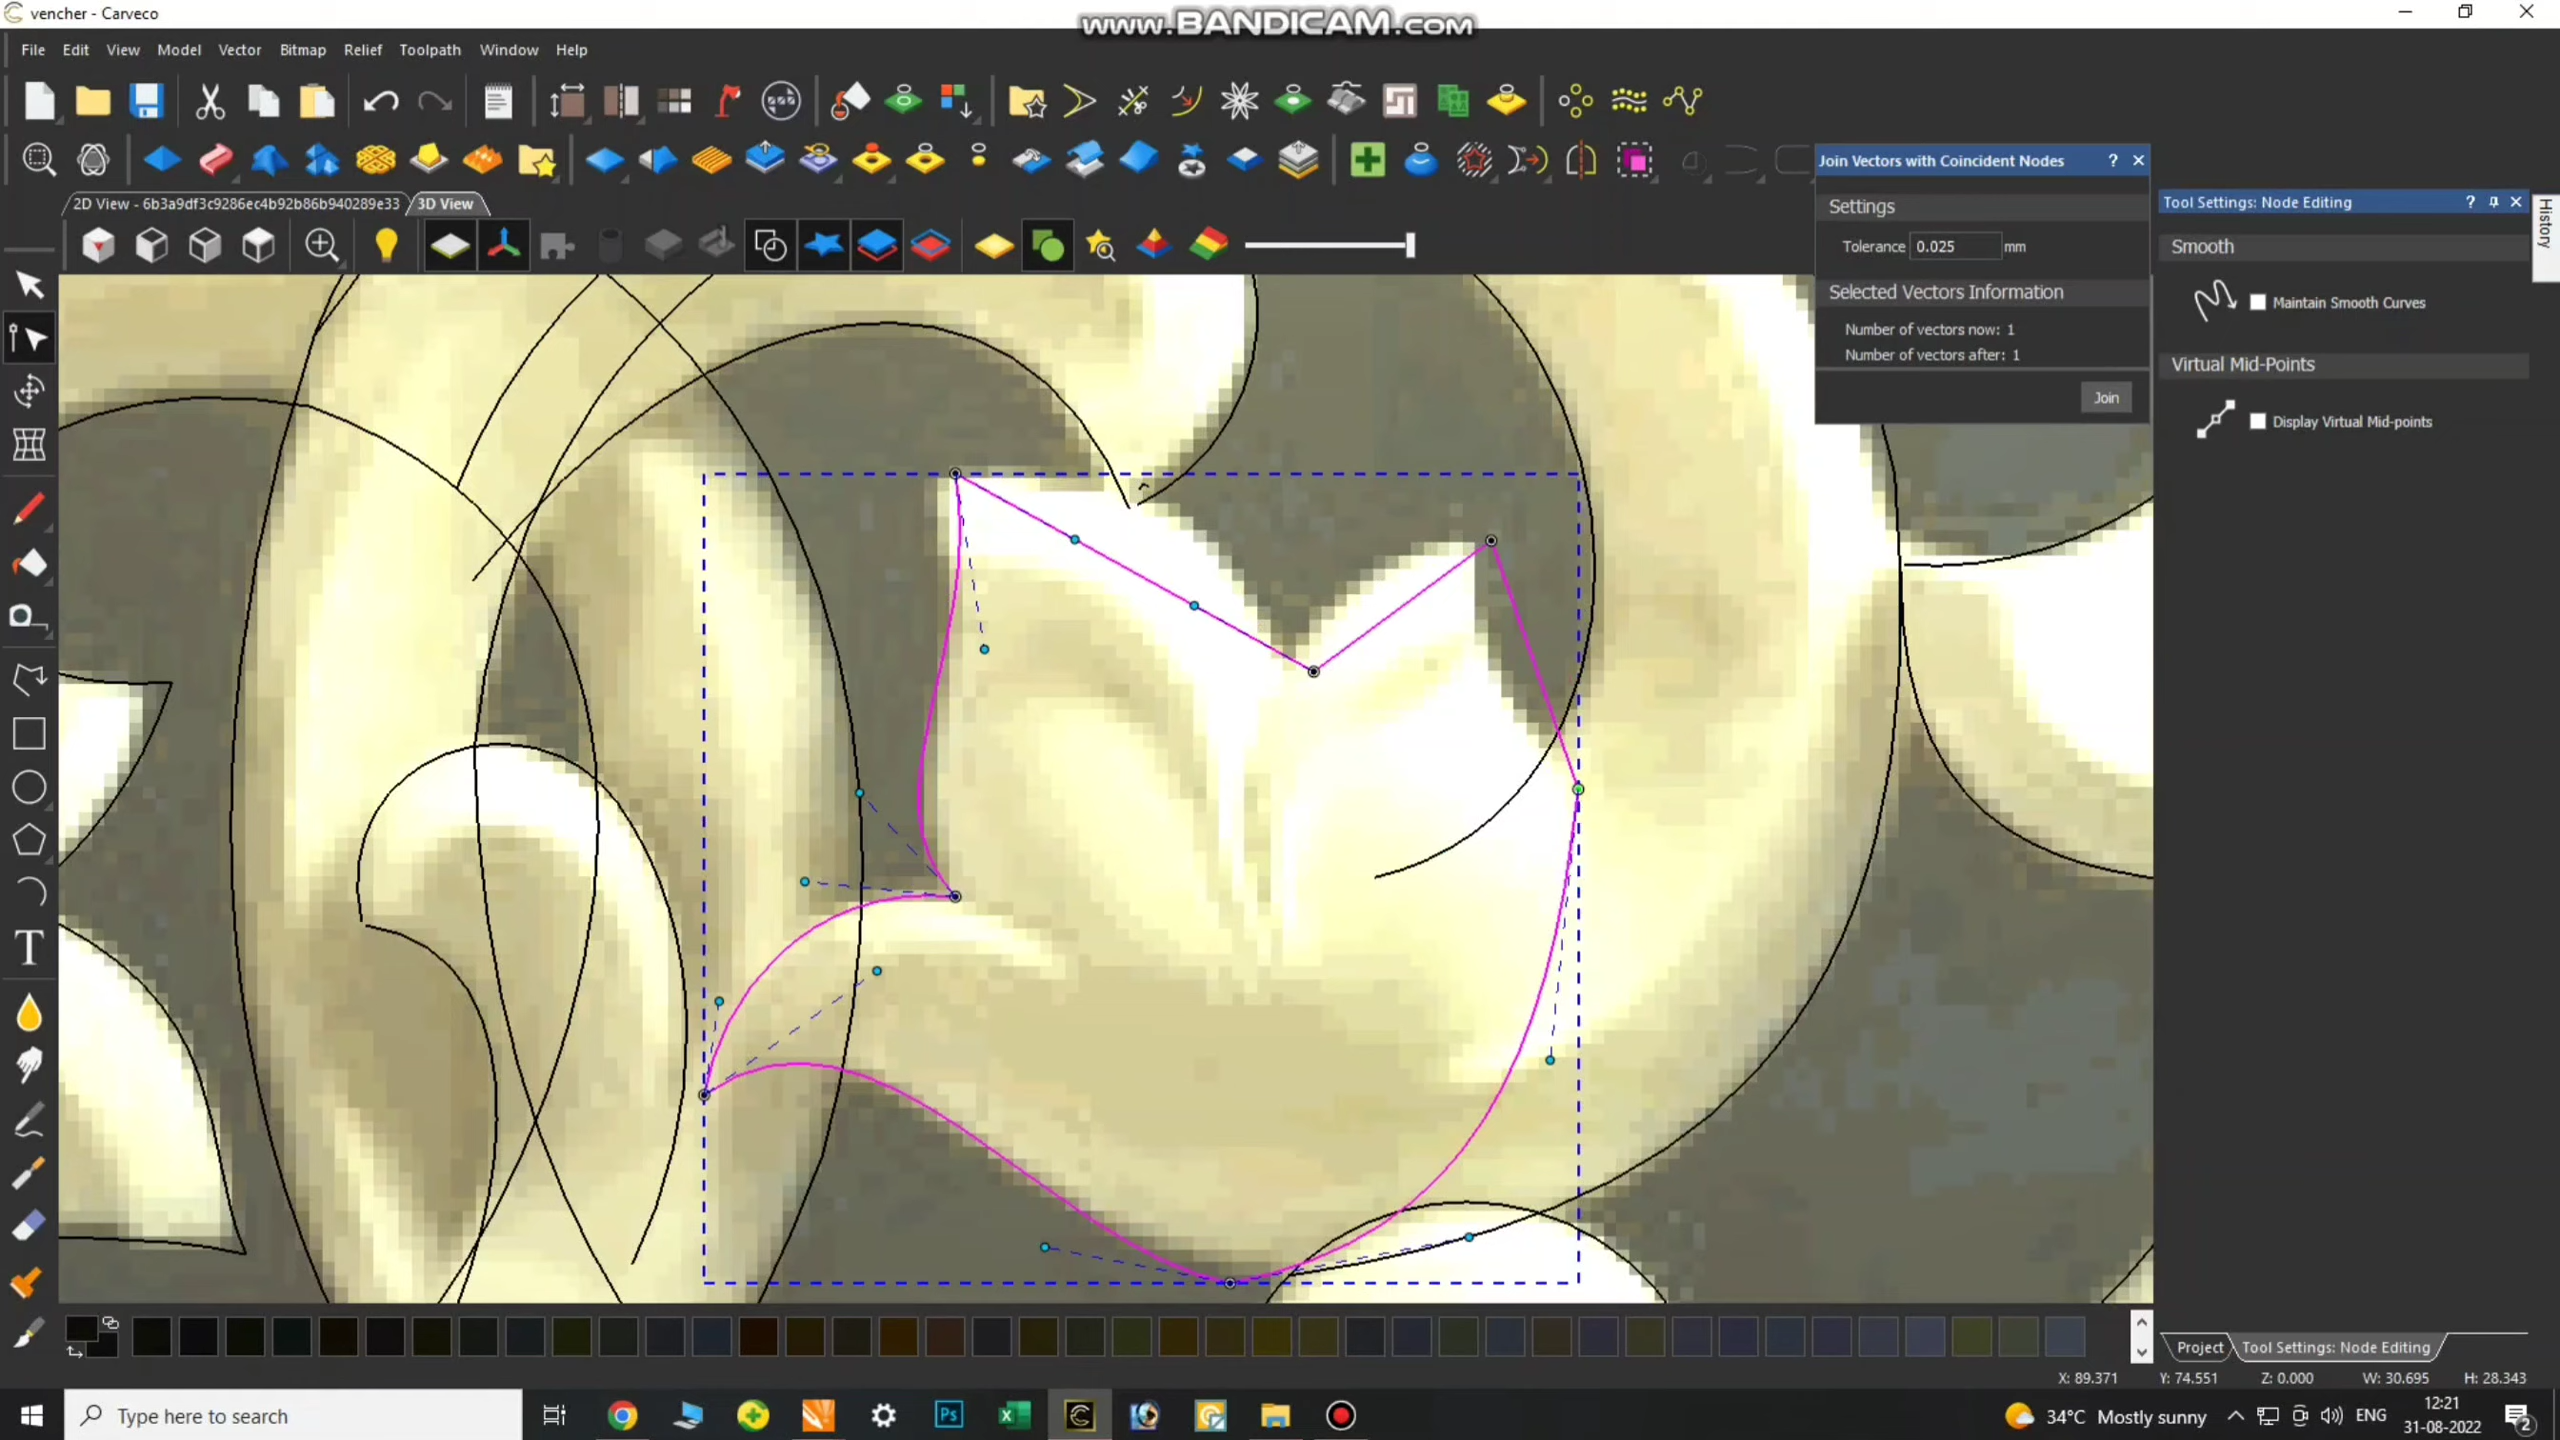 vencher - Carveco
www.BANDICAM.com
File Edit View Model Vector Bitmap Relief Toolpath Window Help
Join Vectors with Coincident Nodes ?
2D View - 6b3a9df3c9286ec4b92b86b940289e33 3D View
Tool Settings: Node Editing ?
History
Settings
Tolerance 0.025 mm
Smooth
Selected Vectors Information
Maintain Smooth Curves
Number of vectors now: 1
Number of vectors after: 1
Virtual Mid-Points
Join
Display Virtual Mid-points
T
Project Tool Settings: Node Editing
X: 89.371 Y: 74.551 Z: 0.000 W: 30.695 H: 28.343
Type here to search
Ps
34°C Mostly sunny
ENG
12:21
31-08-2022
2